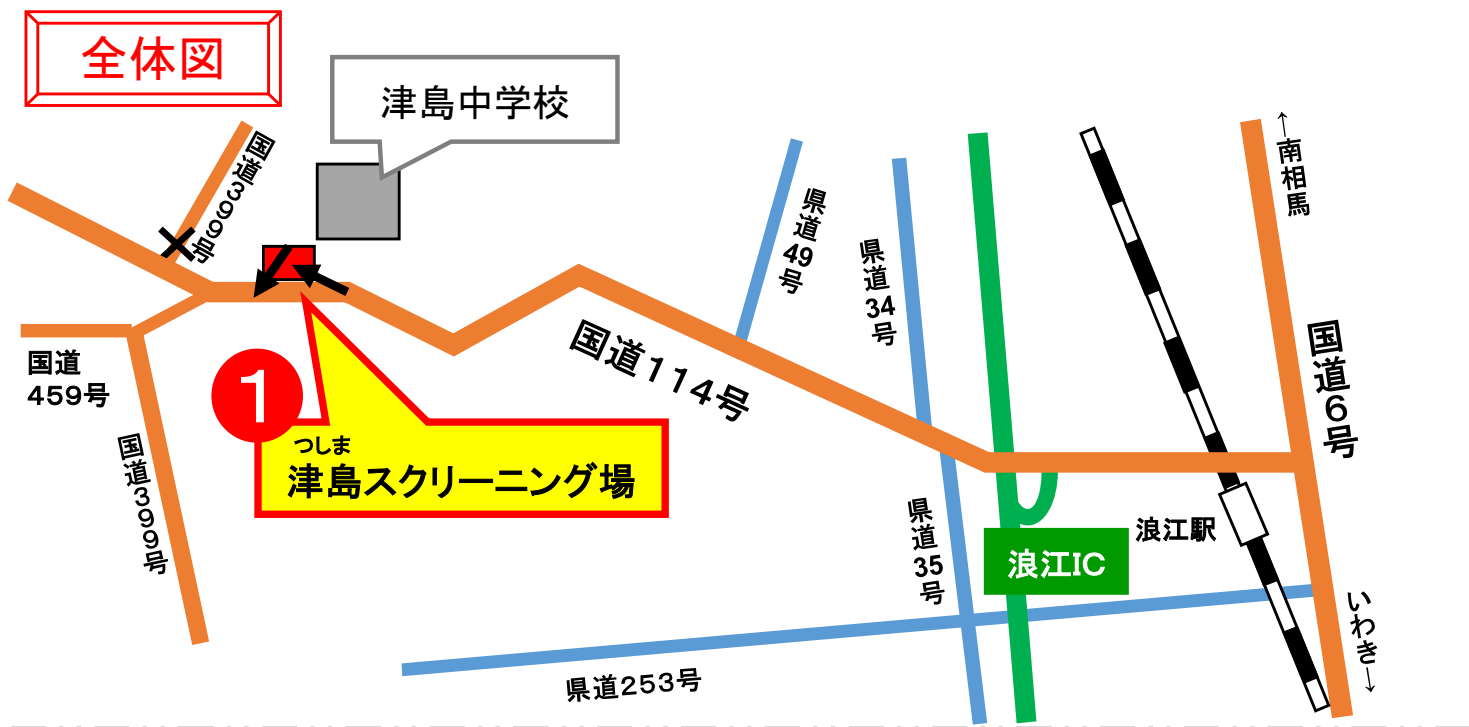 全体図
津島中学校
国道399号
県道49号
県道34号
←南相馬
国道
459号
国道114号
国道6号
1
つしま
津島スクリーニング場
国道399号
県道35号
浪江駅
浪江IC
いわき→
県道253号